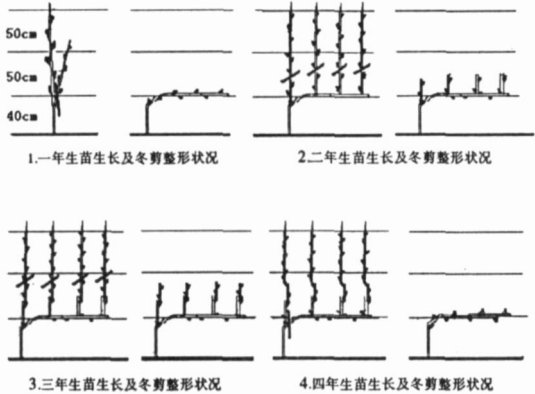 50cm
50cm
40cm
1.一年生苗生长及冬剪整形状况
2.二年生苗生长及冬剪整形状况
3.三年生苗生长及冬剪整形状况
4.四年生苗生长及冬剪整形状况